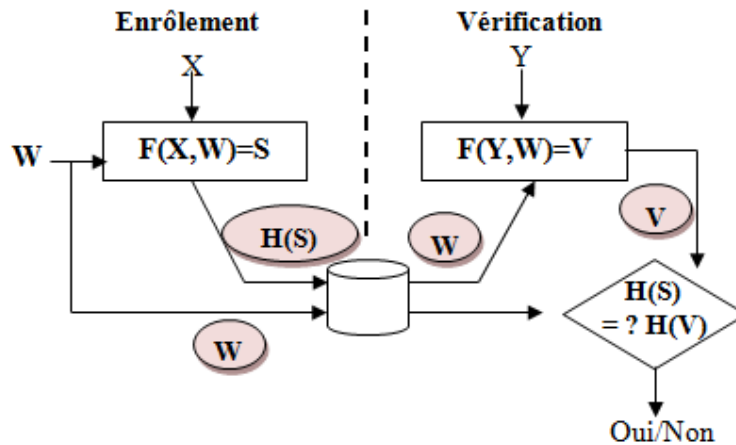 Enrôlement
Vérification
X
Y
W
F(X,W)=S
F(Y,W)=V
H(S)
W
V
W
H(S)
= ? H(V)
Oui/Non